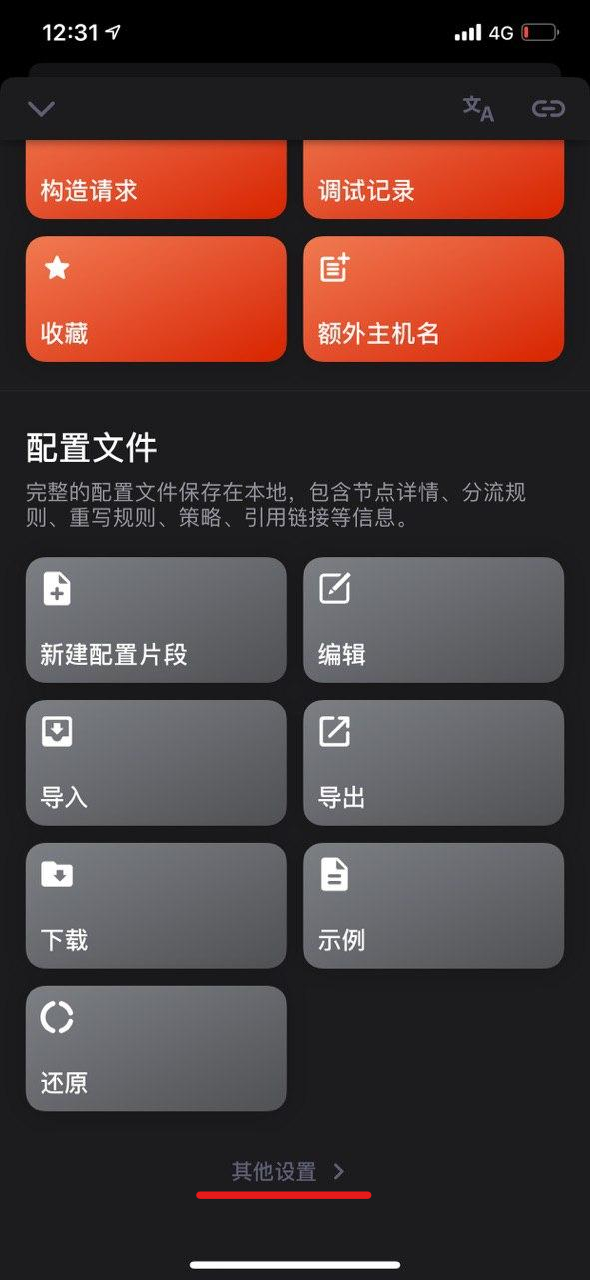 12:31
4G
文A
构造请求
调试记录
收藏
额外主机名
配置文件
完整的配置文件保存在本地，包含节点详情、分流规
则、重写规则、策略、引用链接等信息。
新建配置片段
编辑
导入
导出
下载
示例
还原
其他设置